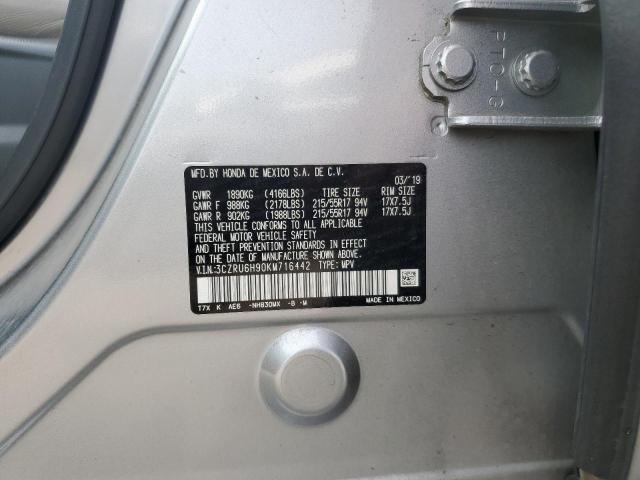 PTO-G
MFD. BY HONDA DE MEXICO S.A. DE C.V.
03/'19
GVWR 1890KG (4166LBS) TIRE SIZE RIM SIZE
GAWR F 988KG (2178LBS) 215/55R17 94V 17X7.5J
GAWR R 902KG (1988LBS) 215/55R17 94V 17X7.5J
THIS VEHICLE CONFORMS TO ALL APPLICABLE
FEDERAL MOTOR VEHICLE SAFETY
AND THEFT PREVENTION STANDARDS IN EFFECT
ON THE DATE OF MANUFACTURE SHOWN ABOVE.
V.I.N:3CZRU6H90KM716442 TYPE: MPV
T7X K AE6 -NH830MX -B -M MADE IN MEXICO